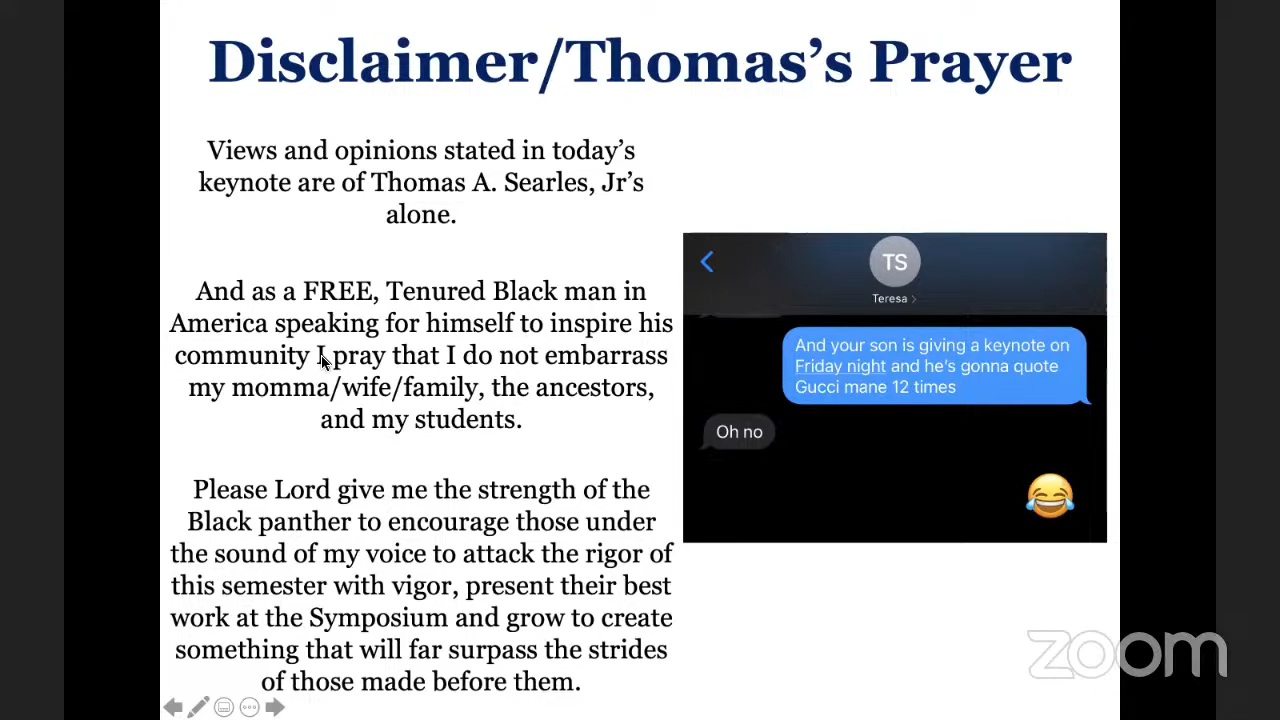 Disclaimer/Thomas's Prayer
Views and opinions stated in today's
keynote are of Thomas A. Searles, Jr's
alone.
And as a FREE, Tenured Black man in
America speaking for himself to inspire his
community I pray that I do not embarrass
my momma/wife/family, the ancestors,
and my students.
Please Lord give me the strength of the
Black panther to encourage those under
the sound of my voice to attack the rigor of
this semester with vigor, present their best
work at the Symposium and grow to create
something that will far surpass the strides
of those made before them.
TS
Teresa
And your son is giving a keynote on
Friday night and he's gonna quote
Gucci mane 12 times
Oh no
zoom